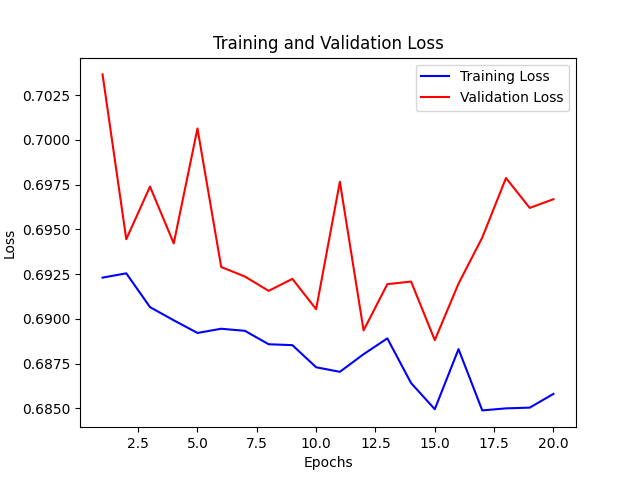 Training and Validation Loss
Training Loss
Validation Loss
0.7025
0.7000
0.6975
0.6950
0.6925
0.6900
0.6875
0.6850
Loss
2.5 5.0 7.5 10.0 12.5 15.0 17.5 20.0
Epochs